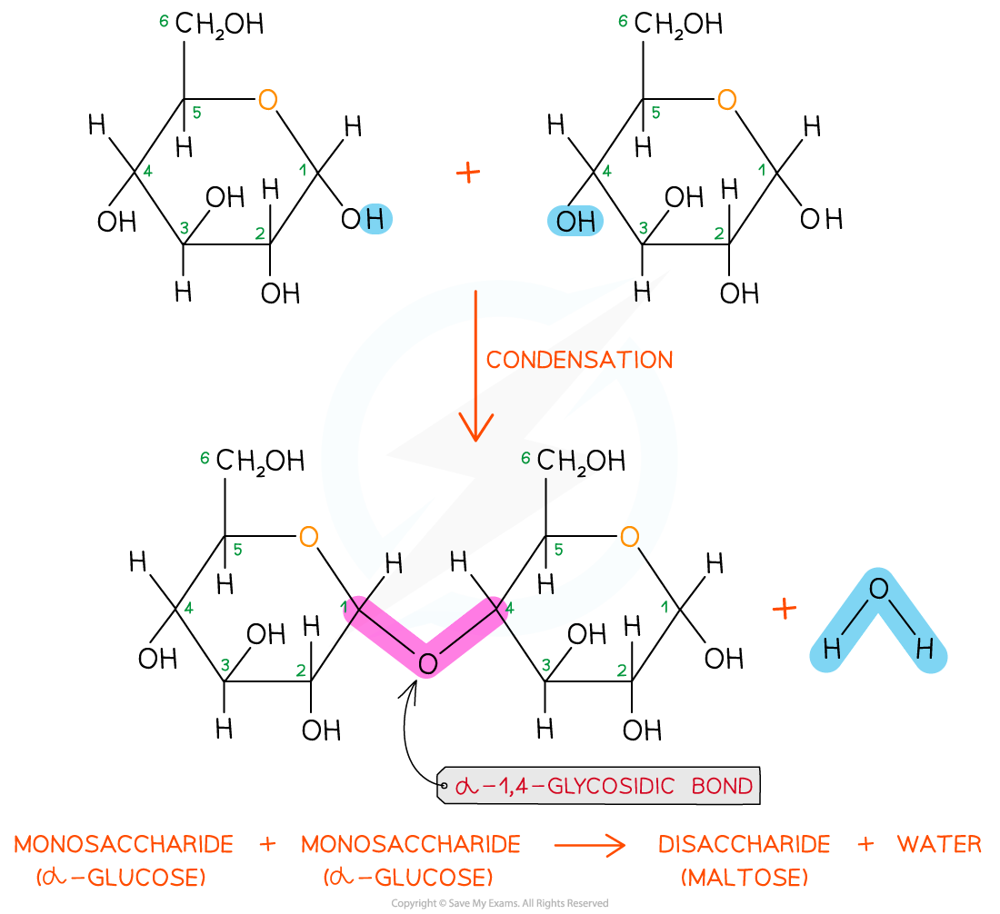 6 CH₂OH 6 CH₂OH
O O
H 5 H H 5 H
H H
4 1 + 4 1
OH H OH H
OH OH OH OH
3 2 3 2
H OH H OH
CONDENSATION
6 CH₂OH 6 CH₂OH
O O
H 5 H H 5 H
H H O
4 1 4 1 +
OH H OH H H H
OH O OH
3 2 3 2
H OH H OH
α-1,4-GLYCOSIDIC BOND
MONOSACCHARIDE + MONOSACCHARIDE → DISACCHARIDE + WATER
(α-GLUCOSE) (α-GLUCOSE) (MALTOSE)
Copyright © Save My Exams. All Rights Reserved